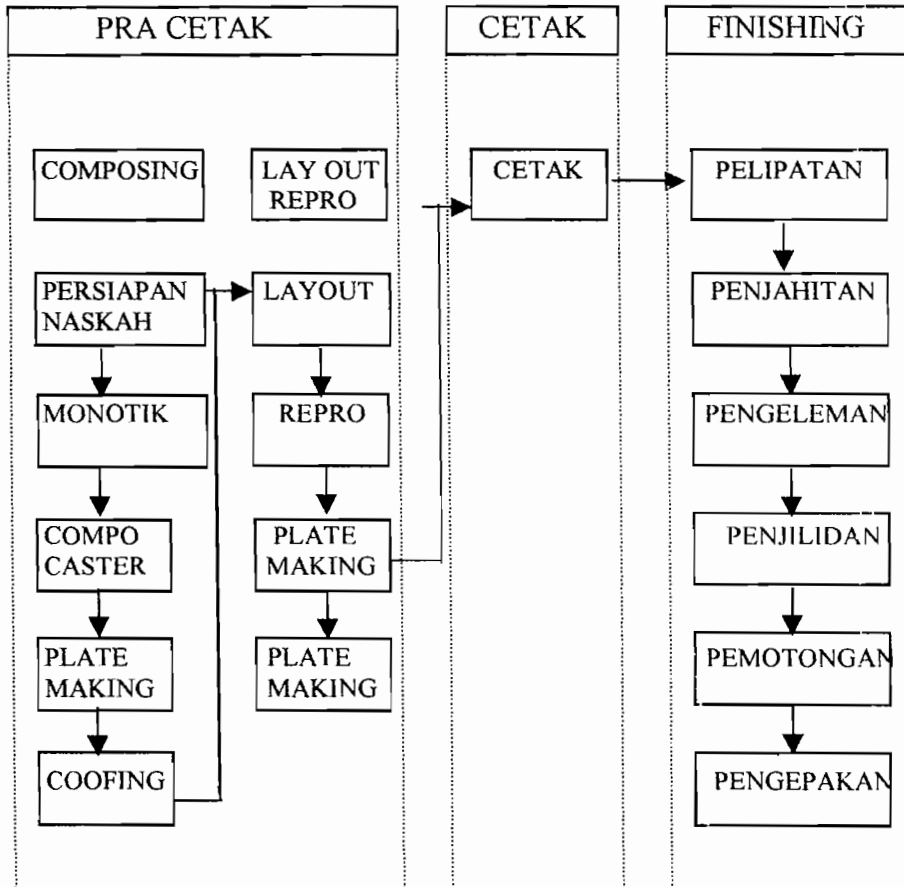 PRA CETAK
CETAK
FINISHING
COMPOSING
LAY OUT
REPRO
CETAK
PELIPATAN
PERSIAPAN
NASKAH
LAYOUT
PENJAHITAN
MONOTIK
REPRO
PENGELEMAN
COMPO
CASTER
PLATE
MAKING
PENJILIDAN
PLATE
MAKING
PLATE
MAKING
PEMOTONGAN
COOFING
PENGEPAKAN